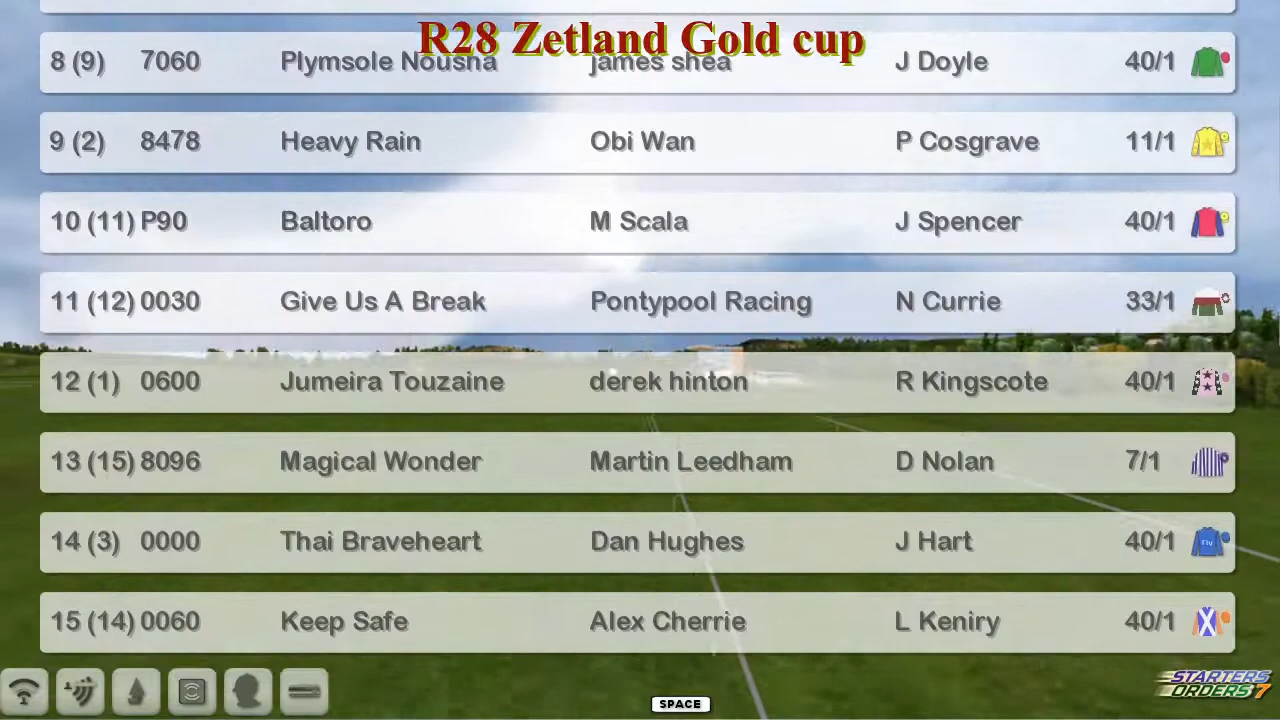 R28 Zetland Gold cup
8 (9) 7060 Plymsole Nousha james shea J Doyle 40/1
9 (2) 8478 Heavy Rain Obi Wan P Cosgrave 11/1
10 (11) P90 Baltoro M Scala J Spencer 40/1
11 (12) 0030 Give Us A Break Pontypool Racing N Currie 33/1
12 (1) 0600 Jumeira Touzaine derek hinton R Kingscote 40/1
13 (15) 8096 Magical Wonder Martin Leedham D Nolan 7/1
14 (3) 0000 Thai Braveheart Dan Hughes J Hart 40/1
15 (14) 0060 Keep Safe Alex Cherrie L Keniry 40/1
SPACE
STARTERS
ORDERS 7